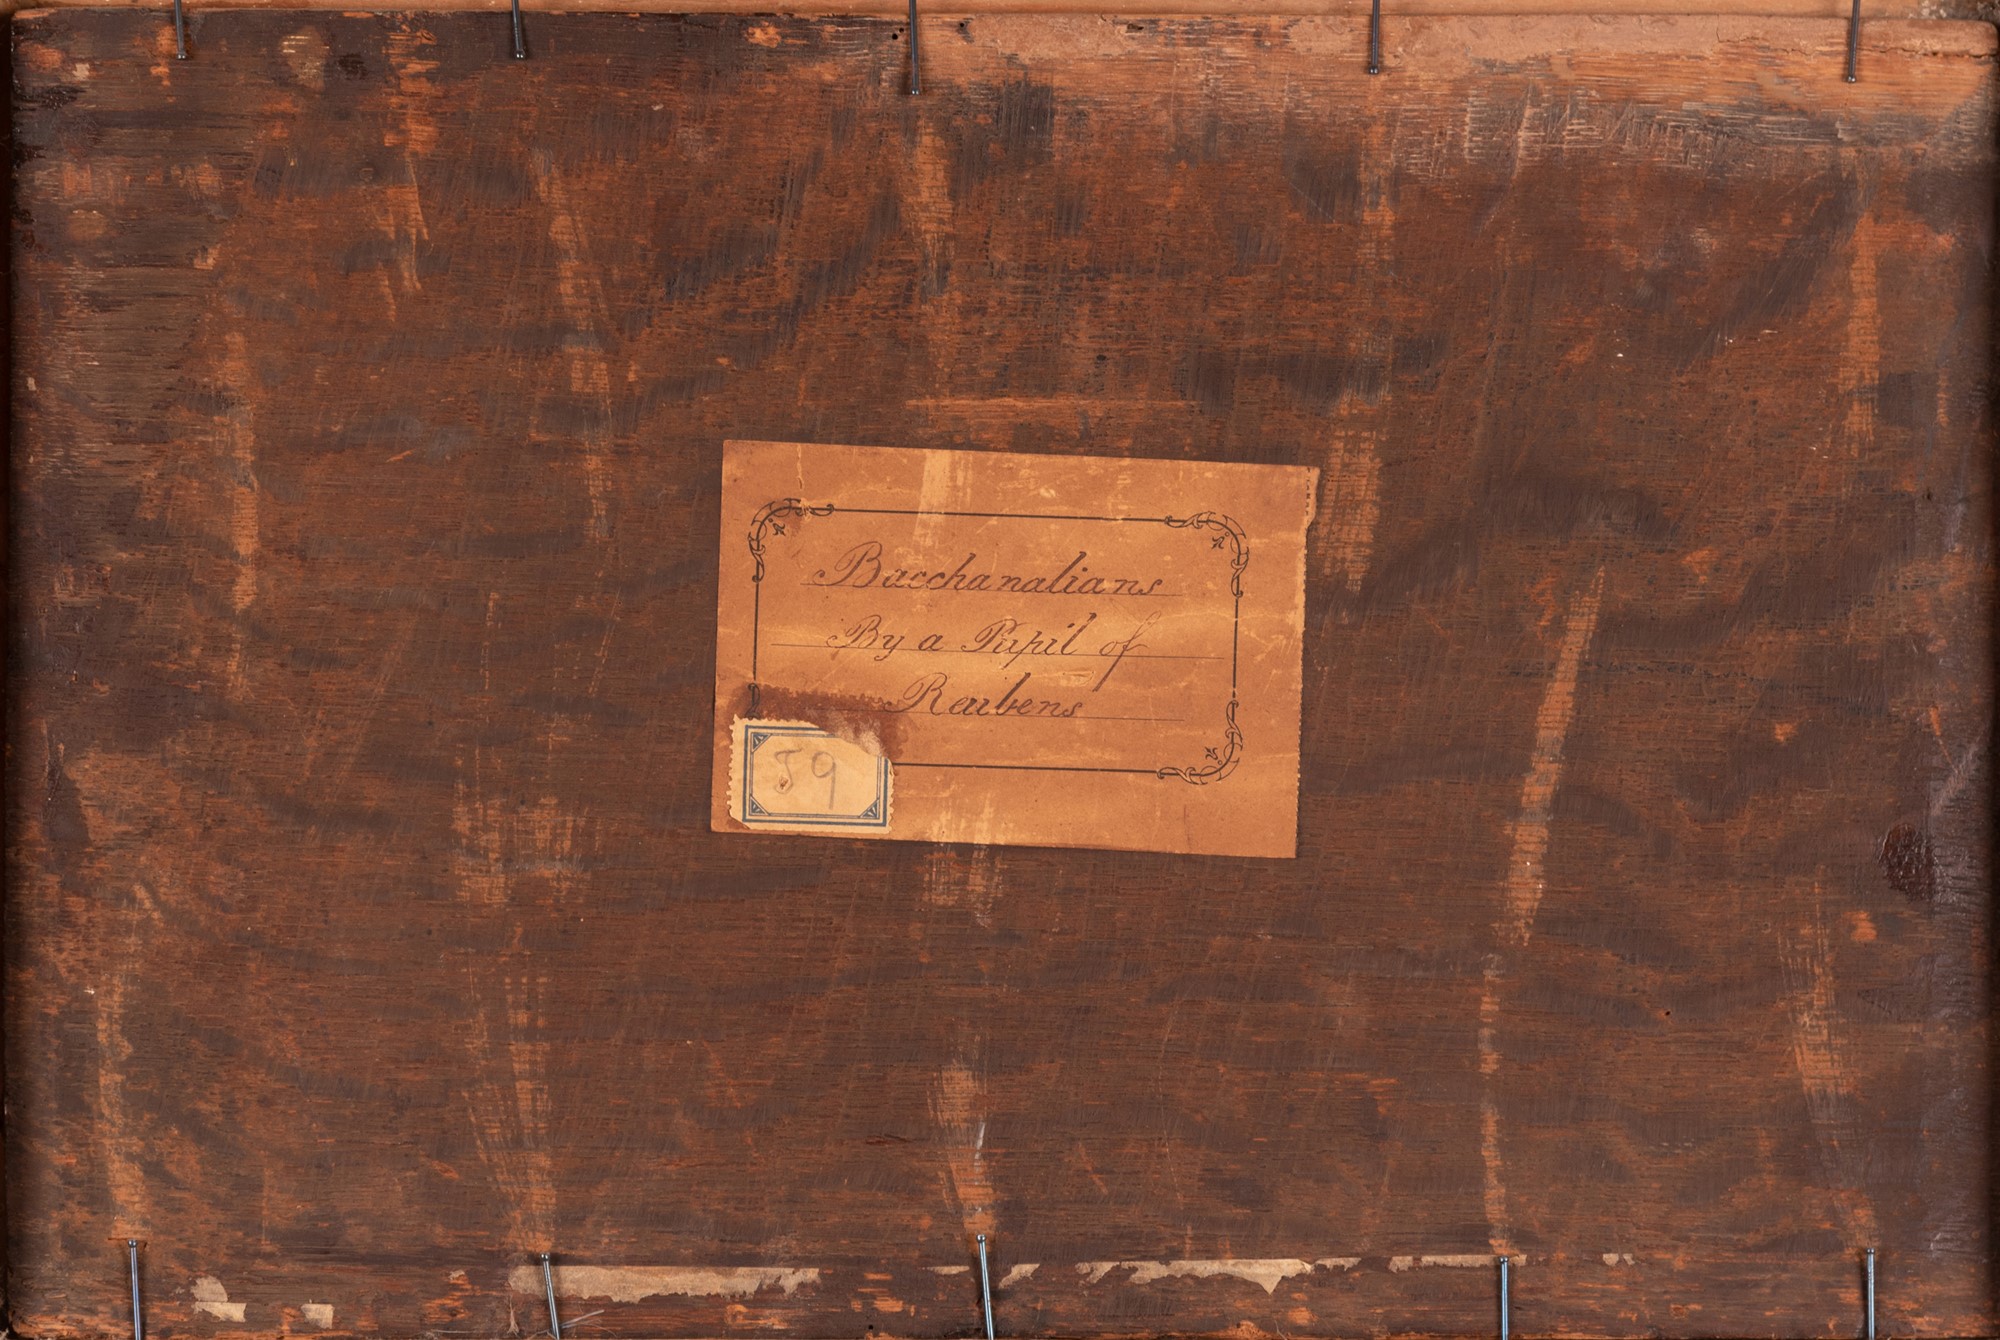 Bacchanalians
By a Pupil of
Reubens
59